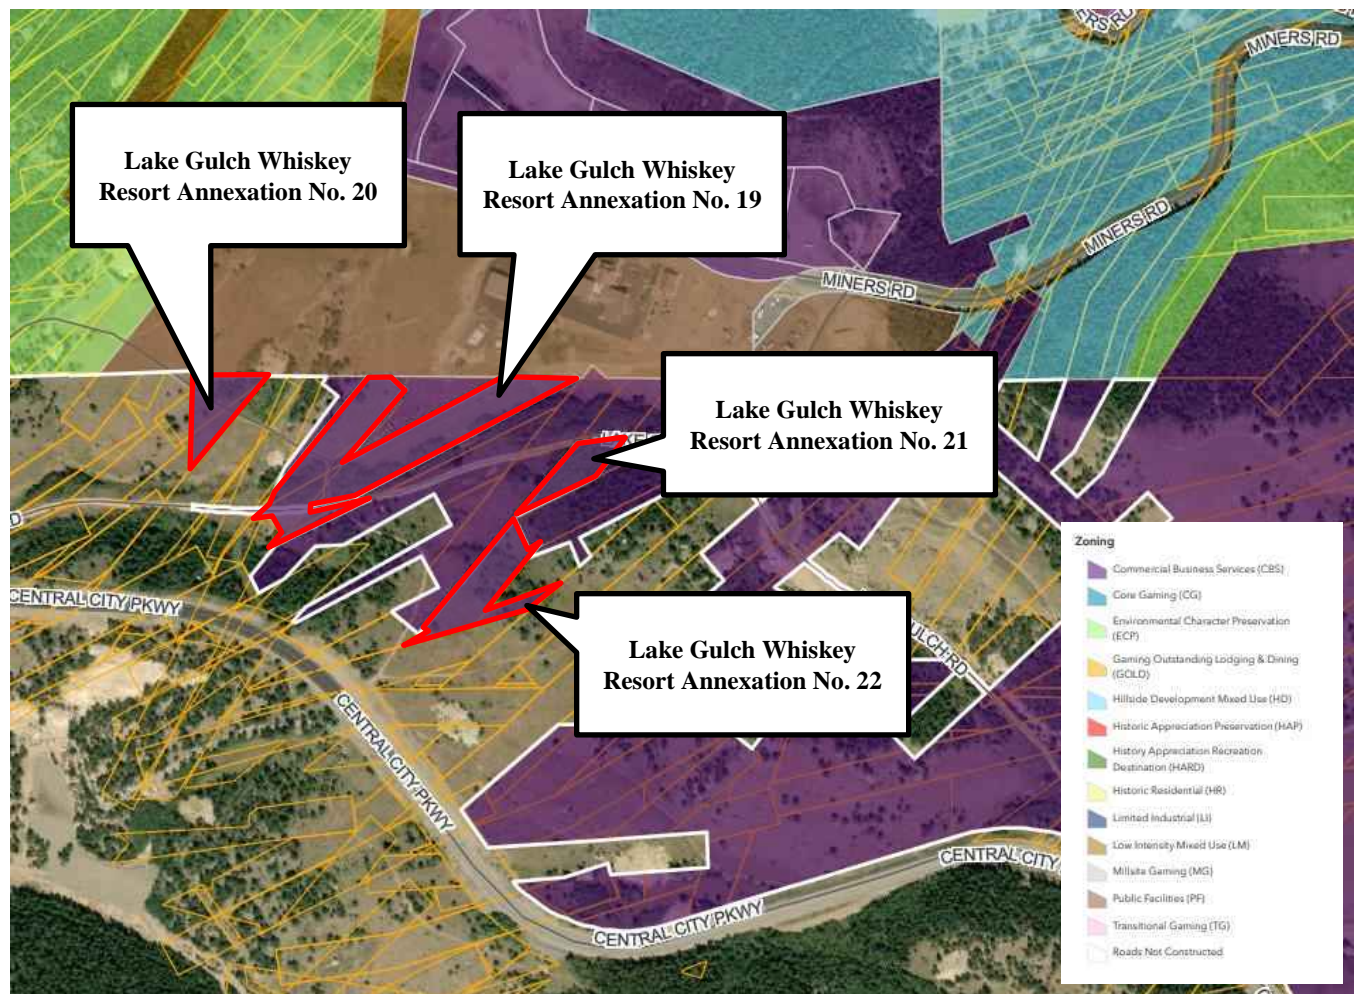 ERS RD
MINERS RD
Lake Gulch Whiskey
Resort Annexation No. 20
Lake Gulch Whiskey
Resort Annexation No. 19
MINERS RD
MINERS RD
Lake Gulch Whiskey
Resort Annexation No. 21
LAKE
D
CENTRAL CITY PKWY
Lake Gulch Whiskey
Resort Annexation No. 22
ULCH RD
CENTRAL CITY PKWY
CENTRAL CITY
CENTRAL CITY PKWY
Zoning
Commercial Business Services (CBS)
Core Gaming (CG)
Environmental Character Preservation
(ECP)
Gaming Outstanding Lodging & Dining
(GOLD)
Hillside Development Mixed Use (HD)
Historic Appreciation Preservation (HAP)
History Appreciation Recreation
Destination (HARD)
Historic Residential (HR)
Limited Industrial (LI)
Low Intensity Mixed Use (LM)
Millsite Gaming (MG)
Public Facilities (PF)
Transitional Gaming (TG)
Roads Not Constructed